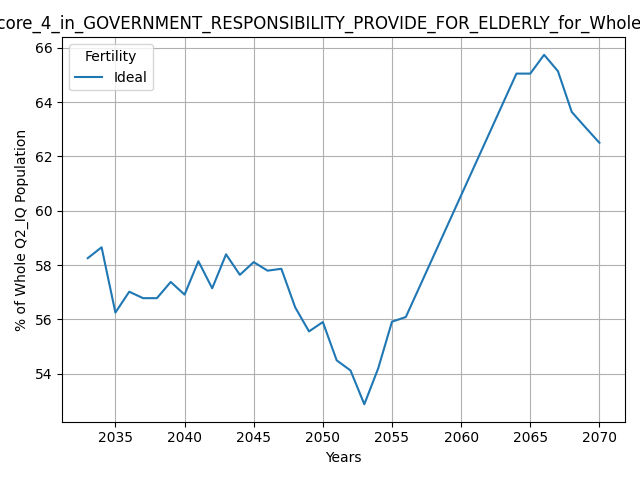 core_4_in_GOVERNMENT_RESPONSIBILITY_PROVIDE_FOR_ELDERLY_for_Whole
Fertility
Ideal
% of Whole Q2_IQ Population
66
64
62
60
58
56
54
2035 2040 2045 2050 2055 2060 2065 2070
Years